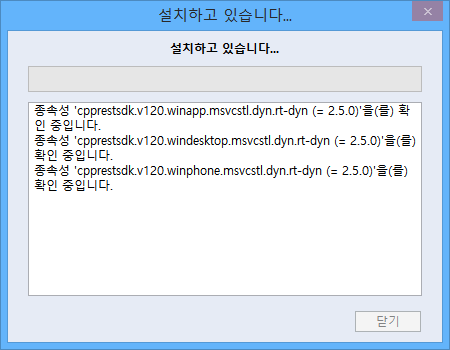 설치하고 있습니다...
설치하고 있습니다...
종속성 'cpprestsdk.v120.winapp.msvcstl.dyn.rt-dyn (= 2.5.0)'을(를) 확
인 중입니다.
종속성 'cpprestsdk.v120.windesktop.msvcstl.dyn.rt-dyn (= 2.5.0)'을(를)
확인 중입니다.
종속성 'cpprestsdk.v120.winphone.msvcstl.dyn.rt-dyn (= 2.5.0)'을(를)
확인 중입니다.
닫기